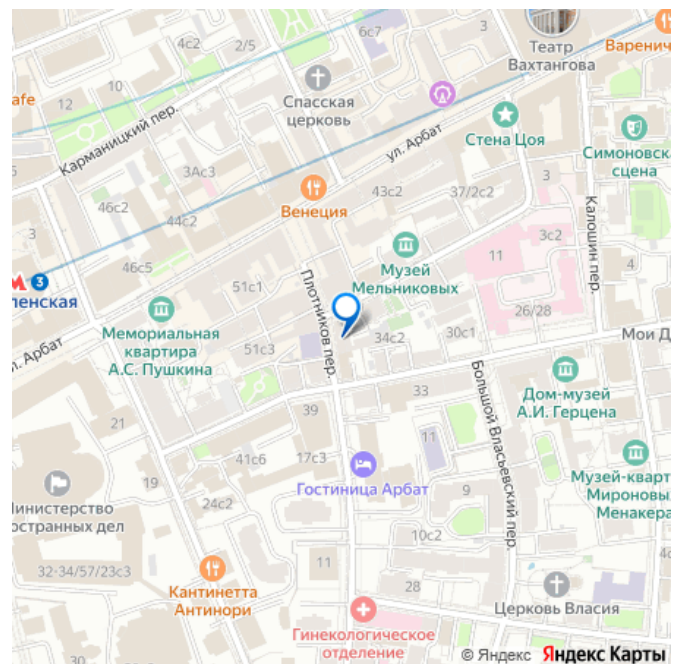 4с2
2/5
6с7
3
Театр
Вахтангова
Варенич
afe
12
10
Спасская
церковь
Карманицкий пер.
ул. Арбат
Стена Цоя
Симоновск
сцена
3Ас3
5
Венеция
43с2
37/2с2
3
46с2
44с2
3
Калошин пер.
3с2
11
46с5
Музей
Мельниковых
4
3
ленская
51с1
Плотников пер.
26/28
Мемориальная
квартира
А.С. Пушкина
34с2
30с1
Мои Д
л. Арбат
51с3
33
Дом-музей
А.И. Герцена
39
21
Большой Власьевский пер.
11
41с6
17с3
19
Министерство
остранных дел
Гостиница Арбат
9
Музей-кварт
Мироновы
Менакера
24с2
10с2
32-34/57/23с3
11
28
Кантинетта
Антинори
Церковь Власия
Гинекологическое
отделение
© Яндекс Яндекс Карты